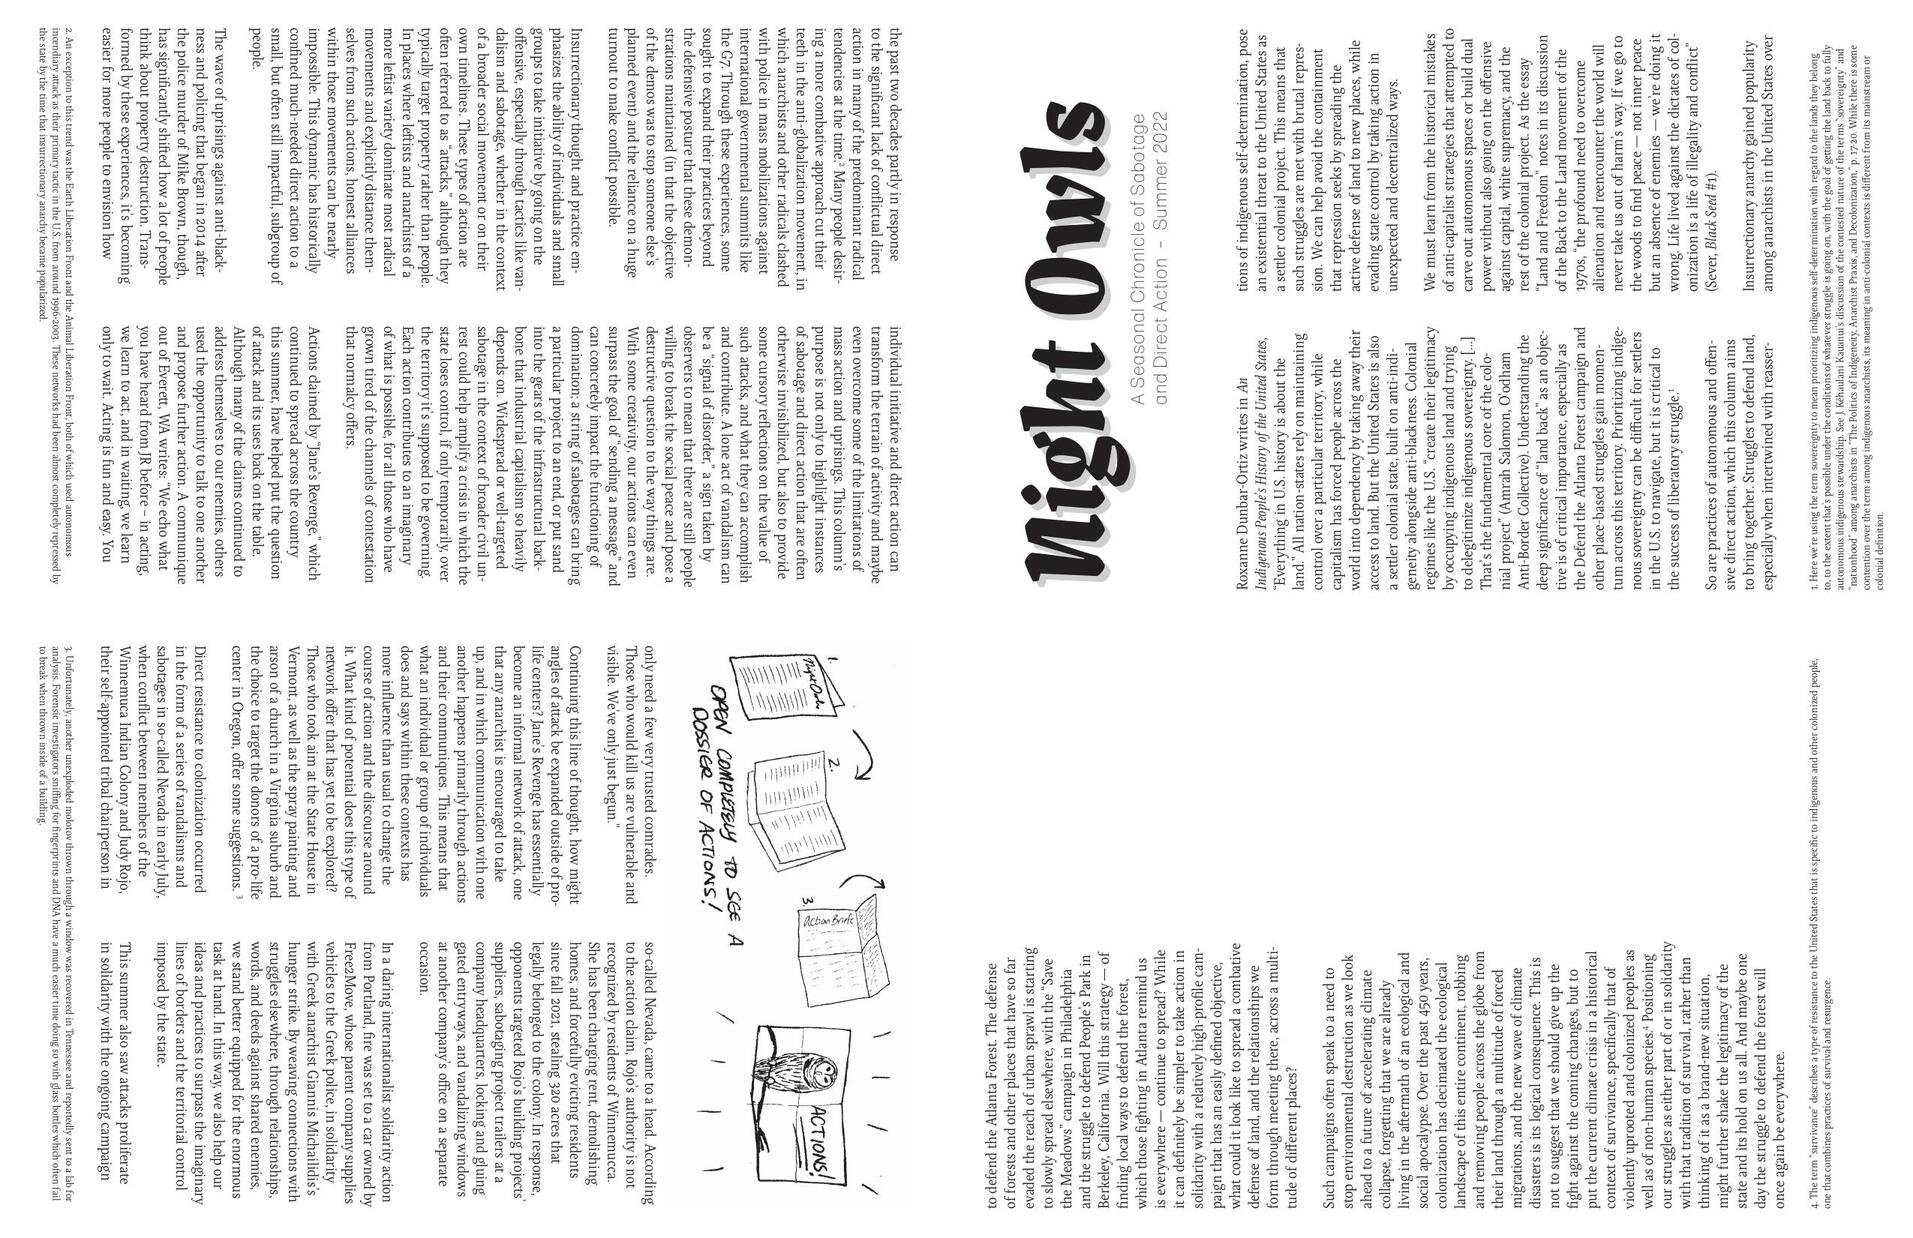 Night Owls
A Seasonal Chronicle of Sabotage
and Direct Action - Summer 2022
Roxanne Dunbar-Ortiz writes in An
Indigenous People's History of the United States,
"Everything in U.S. history is about the
land." All nation-states rely on maintaining
control over a particular territory, while
capitalism has forced people across the
world into dependency by taking away their
access to land. But the United States is also
a settler colonial state built on anti-indi-
geneity alongside anti-blackness. Colonial
regimes like the U.S. "create their legitimacy
by occupying indigenous land and trying
to delegitimize indigenous sovereignty. [...]
That's the fundamental core of the colo-
nial project" (Amrah Salomon, O'odham
Anti-Border Collective). Understanding the
deep significance of "land back" as an objec-
tive is of critical importance, especially as
the Defend the Atlanta Forest campaign and
other place-based struggles gain momen-
tum across this territory. Prioritizing indige-
nous sovereignty can be difficult for settlers
in the U.S. to navigate, but it is critical to
the success of liberatory struggle.¹
So are practices of autonomous and offen-
sive direct action, which this column aims
to bring together. Struggles to defend land,
especially when intertwined with reasser-
tions of indigenous self-determination, pose
an existential threat to the United States as
a settler colonial project. This means that
such struggles are met with brutal repres-
sion. We can help avoid the containment
that repression seeks by spreading the
active defense of land to new places, while
evading state control by taking action in
unexpected and decentralized ways.
We must learn from the historical mistakes
of anti-capitalist strategies that attempted to
carve out autonomous spaces or build dual
power without also going on the offensive
against capital, white supremacy, and the
rest of the colonial project. As the essay
"Land and Freedom" notes in its discussion
of the Back to the Land movement of the
1970s, "the profound need to overcome
alienation and reencounter the world will
never take us out of harm's way. If we go to
the woods to find peace — not inner peace
but an absence of enemies — we're doing it
wrong. Life lived against the dictates of col-
onization is a life of illegality and conflict"
(Sever, Black Seed #1).
Insurrectionary anarchy gained popularity
among anarchists in the United States over
1. Here we're using the term sovereignty to mean prioritizing indigenous self-determination with regard to the lands they belong
to, to the extent that's possible under the conditions of whatever struggle is going on, with the goal of getting the land back to fully
autonomous indigenous stewardship. See J. Kēhaulani Kauanui's discussion of the contested nature of the terms "sovereignty" and
"nationhood" among anarchists in "The Politics of Indigeneity, Anarchist Praxis, and Decolonization," p. 17-20. While there is some
contention over the term among indigenous anarchists, its meaning in anti-colonial contexts is different from its mainstream or
colonial definition.
the past two decades partly in response
to the significant lack of conflictual direct
action in many of the predominant radical
tendencies at the time.² Many people desir-
ing a more combative approach cut their
teeth in the anti-globalization movement, in
which anarchists and other radicals clashed
with police in mass mobilizations against
international governmental summits like
the G7. Through these experiences, some
sought to expand their practices beyond
the defensive posture that these demon-
strations maintained (in that the objective
of the demos was to stop someone else's
planned event) and the reliance on a huge
turnout to make conflict possible.
Insurrectionary thought and practice em-
phasizes the ability of individuals and small
groups to take initiative by going on the
offensive, especially through tactics like van-
dalism and sabotage, whether in the context
of a broader social movement or on their
own timelines. These types of action are
often referred to as "attacks," although they
typically target property rather than people.
In places where leftists and anarchists of a
more leftist variety dominate most radical
movements and explicitly distance them-
selves from such actions, honest alliances
within those movements can be nearly
impossible. This dynamic has historically
confined much-needed direct action to a
small, but often still impactful, subgroup of
people.
The wave of uprisings against anti-black-
ness and policing that began in 2014 after
the police murder of Mike Brown, though,
has significantly shifted how a lot of people
think about property destruction. Trans-
formed by these experiences, it's becoming
easier for more people to envision how
individual initiative and direct action can
transform the terrain of activity and maybe
even overcome some of the limitations of
mass action and uprisings. This column's
purpose is not only to highlight instances
of sabotage and direct action that are often
otherwise invisibilized, but also to provide
some cursory reflections on the value of
such attacks, and what they can accomplish
and contribute. A lone act of vandalism can
be a "signal of disorder," a sign taken by
observers to mean that there are still people
willing to break the social peace and pose a
destructive question to the way things are.
With some creativity, our actions can even
surpass the goal of "sending a message" and
can concretely impact the functioning of
domination; a string of sabotages can bring
a particular project to an end, or put sand
into the gears of the infrastructural back-
bone that industrial capitalism so heavily
depends on. Widespread or well-targeted
sabotage in the context of broader civil un-
rest could help amplify a crisis in which the
state loses control, if only temporarily, over
the territory it's supposed to be governing.
Each action contributes to an imaginary
of what is possible, for all those who have
grown tired of the channels of contestation
that normalcy offers.
Actions claimed by "Jane's Revenge," which
continued to spread across the country
this summer, have helped put the question
of attack and its uses back on the table.
Although many of the claims continued to
address themselves to our enemies, others
used the opportunity to talk to one another
and propose further action. A communique
out of Everett, WA writes: "We echo what
you have heard from JR before – in acting,
we learn to act, and in waiting, we learn
only to wait. Acting is fun and easy. You
2. An exception to this trend was the Earth Liberation Front and the Animal Liberation Front, both of which used autonomous
incendiary attack as their primary tactic in the U.S. from around 1996-2003. These networks had been almost completely repressed by
the state by the time that insurrectionary anarchy became popularized.
1.
Night Owls
2.
3.
Action Briefs
ACTIONS!
OPEN COMPLETELY TO SEE A
DOSSIER OF ACTIONS!
only need a few very trusted comrades.
Those who would kill us are vulnerable and
visible. We've only just begun."
Continuing this line of thought, how might
angles of attack be expanded outside of pro-
life centers? Jane's Revenge has essentially
become an informal network of attack, one
that any anarchist is encouraged to take
up, and in which communication with one
another happens primarily through actions
and their communiques. This means that
what an individual or group of individuals
does and says within these contexts has
more influence than usual to change the
course of action and the discourse around
it. What kind of potential does this type of
network offer that has yet to be explored?
Those who took aim at the State House in
Vermont, as well as the spray painting and
arson of a church in a Virginia suburb and
the choice to target the donors of a pro-life
center in Oregon, offer some suggestions. ³
Direct resistance to colonization occurred
in the form of a series of vandalisms and
sabotages in so-called Nevada in early July,
when conflict between members of the
Winnemuca Indian Colony and Judy Rojo,
their self-appointed tribal chairperson in
so-called Nevada, came to a head. According
to the action claim, Rojo's authority is not
recognized by residents of Winnemucca.
She has been charging rent, demolishing
homes, and forcefully evicting residents
since fall 2021, stealing 320 acres that
legally belonged to the colony. In response,
opponents targeted Rojo's building projects'
suppliers, sabotaging project trailers at a
company headquarters, locking and gluing
gated entryways, and vandalizing windows
at another company's office on a separate
occasion.
In a daring internationalist solidarity action
from Portland, fire was set to a car owned by
Free2Move, whose parent company supplies
vehicles to the Greek police, in solidarity
with Greek anarchist Giannis Michailidis's
hunger strike. By weaving connections with
struggles elsewhere, through relationships,
words, and deeds against shared enemies,
we stand better equipped for the enormous
task at hand. In this way, we also help our
ideas and practices to surpass the imaginary
lines of borders and the territorial control
imposed by the state.
This summer also saw attacks proliferate
in solidarity with the ongoing campaign
3. Unfortunately, another unexploded molotov thrown through a window was recovered in Tennessee and reportedly sent to a lab for
analysis. Forensic investigators sniffing for fingerprints and DNA have a much easier time doing so with glass bottles which often fail
to break when thrown inside of a building.
to defend the Atlanta Forest. The defense
of forests and other places that have so far
evaded the reach of urban sprawl is starting
to slowly spread elsewhere, with the "Save
the Meadows" campaign in Philadelphia
and the struggle to defend People's Park in
Berkeley, California. Will this strategy — of
finding local ways to defend the forest,
which those fighting in Atlanta remind us
is everywhere — continue to spread? While
it can definitely be simpler to take action in
solidarity with a relatively high-profile cam-
paign that has an easily defined objective,
what could it look like to spread a combative
defense of land, and the relationships that
form through meeting there, across a multi-
tude of different places?
Such campaigns often speak to a need to
stop environmental destruction as we look
ahead to a future of accelerating climate
collapse, forgetting that we are already
living in the aftermath of an ecological and
social apocalypse. Over the past 450 years,
colonization has decimated the ecological
landscape of this entire continent, robbing
and removing people across the globe from
their land through a multitude of forced
migrations, and the new wave of climate
disasters is its logical consequence. This is
not to suggest that we should give up the
fight against the coming changes, but to
put the current climate crisis in a historical
context of survivance, specifically that of
violently uprooted and colonized peoples as
well as of non-human species.⁴ Positioning
our struggles as either part of or in solidarity
with that tradition of survival, rather than
thinking of it as a brand-new situation,
might further shake the legitimacy of the
state and its hold on us all. And maybe one
day the struggle to defend the forest will
once again be everywhere.
4. The term "survivance" describes a type of resistance to the United States that is specific to indigenous and other colonized people,
one that combines practices of survival and resurgence.